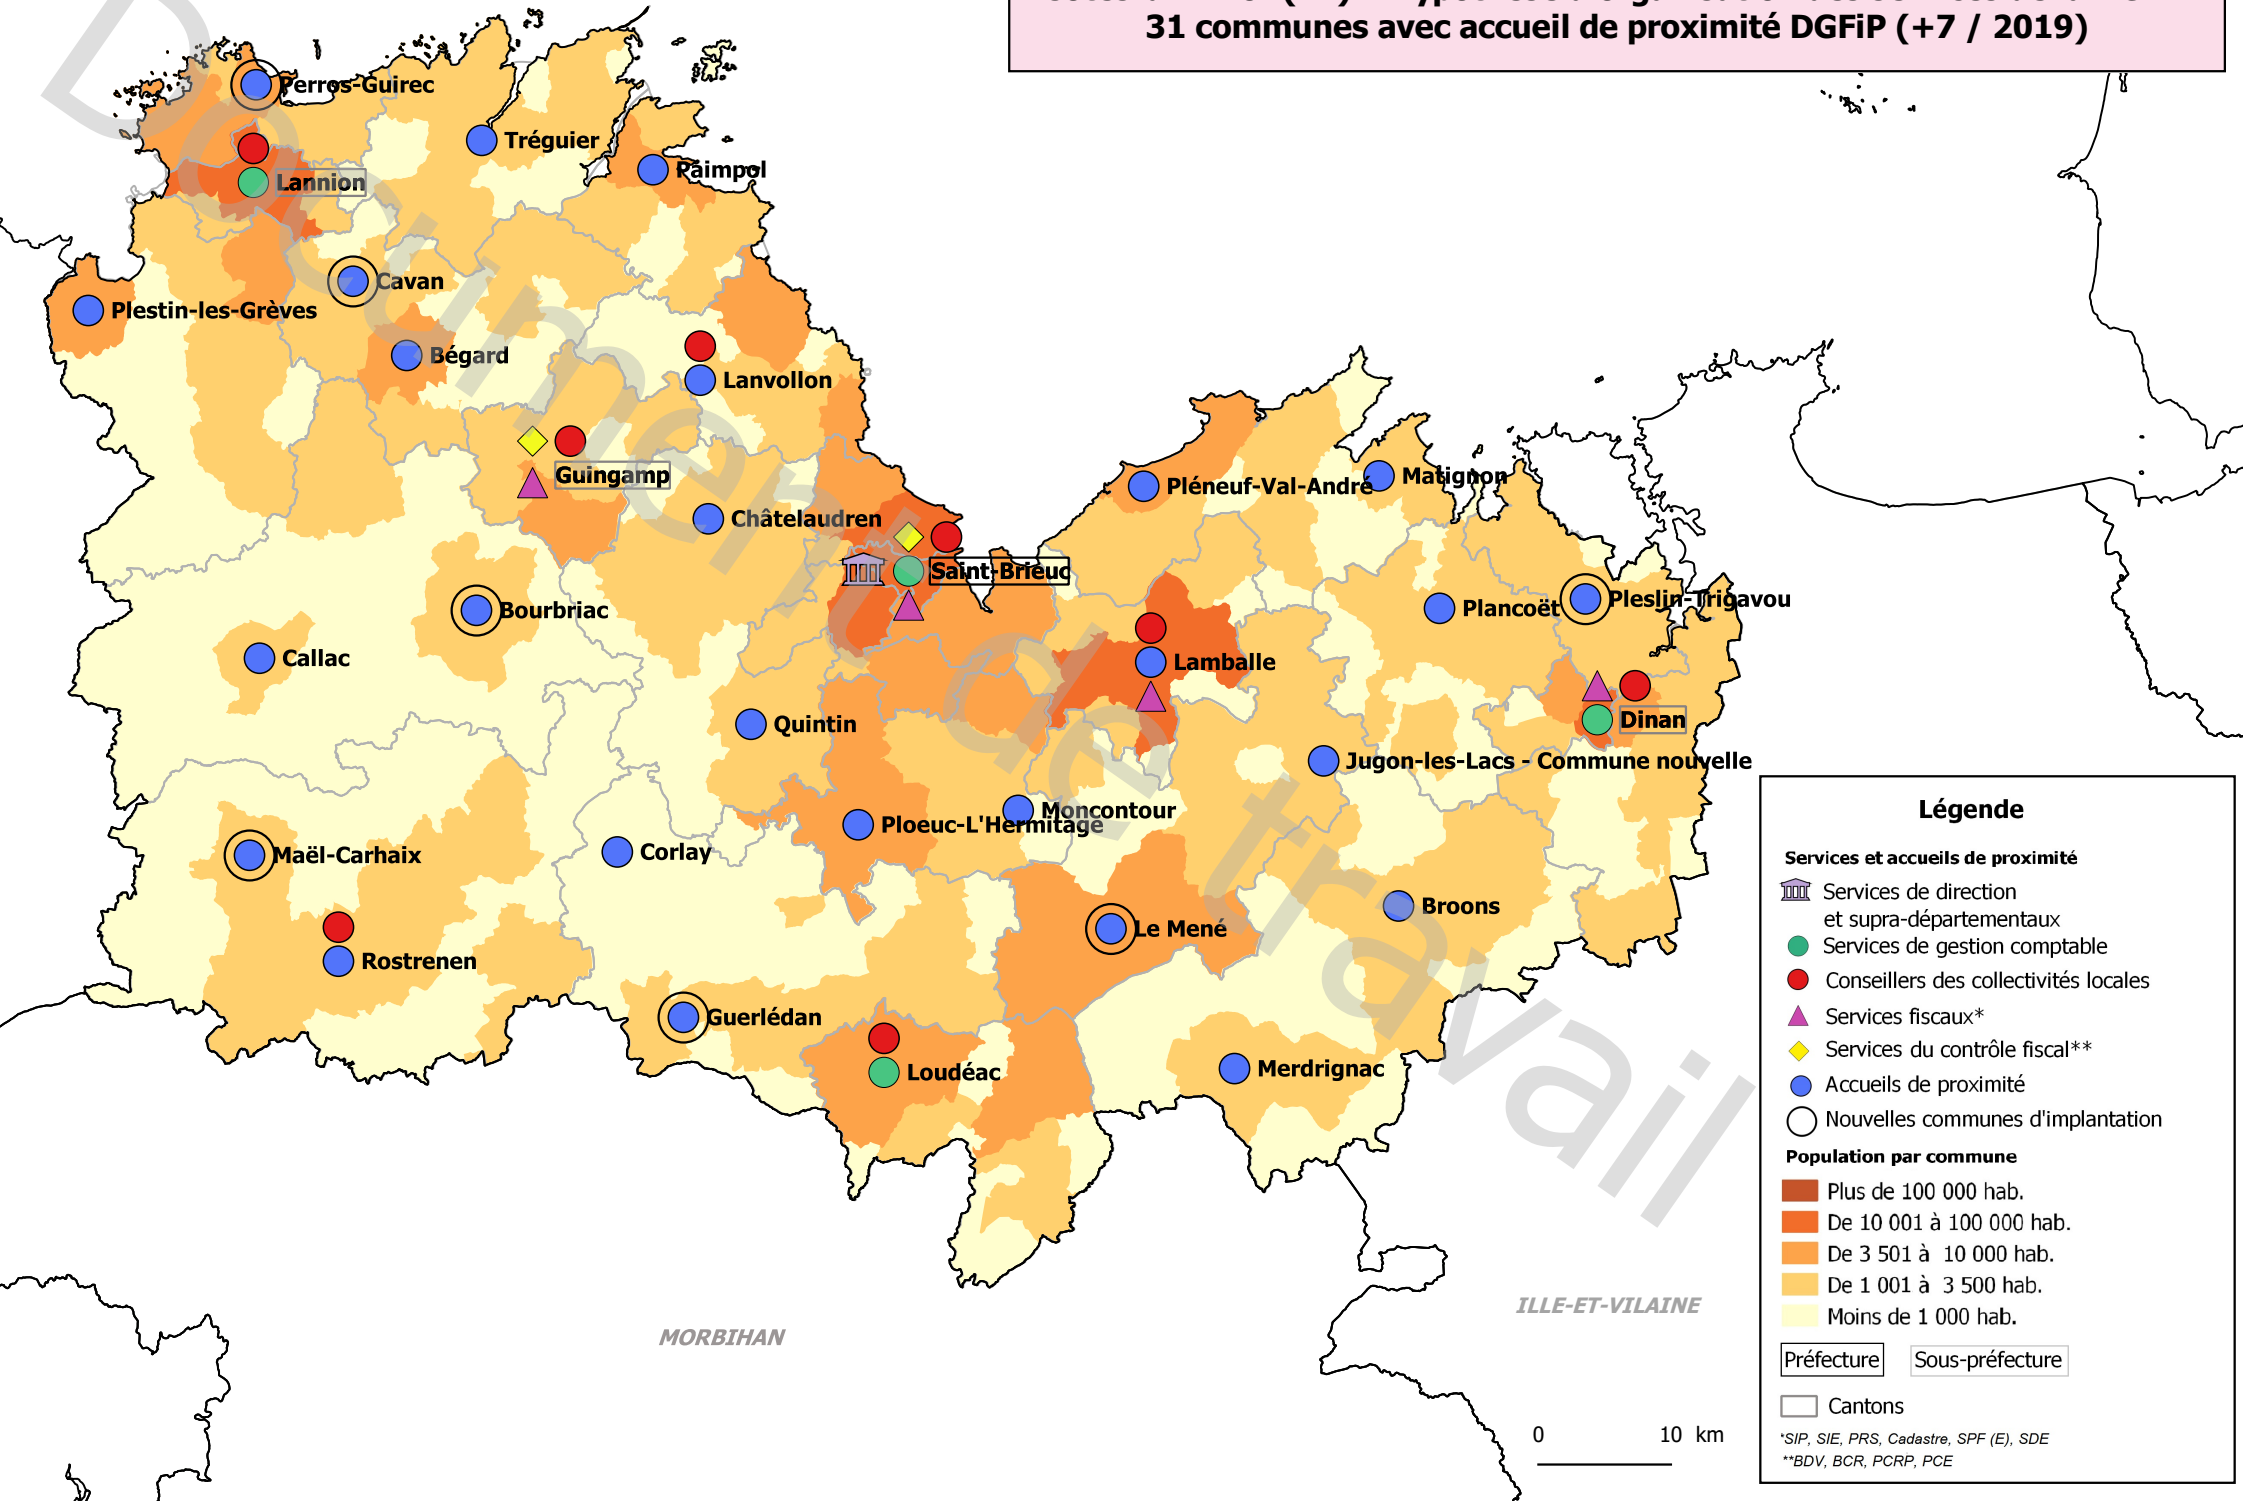 31 communes avec accueil de proximité DGFiP (+7 / 2019)
Perros-Guirec
Tréguier
Paimpol
Lannion
Cavan
Plestin-les-Grèves
Bégard
Lanvollon
Guingamp
Pléneuf-Val-André
Matignon
Châtelaudren
Saint-Brieuc
Bourbriac
Plancoët
Pleslin-Trigavou
Callac
Lamballe
Quintin
Dinan
Jugon-les-Lacs - Commune nouvelle
Moncontour
Ploeuc-L'Hermitage
Corlay
Maël-Carhaix
Broons
Le Mené
Rostrenen
Guerlédan
Loudéac
Merdrignac
Document de travail
MORBIHAN
ILLE-ET-VILAINE
0 10 km
Légende
Services et accueils de proximité
Services de direction
et supra-départementaux
Services de gestion comptable
Conseillers des collectivités locales
Services fiscaux*
Services du contrôle fiscal**
Accueils de proximité
Nouvelles communes d'implantation
Population par commune
Plus de 100 000 hab.
De 10 001 à 100 000 hab.
De 3 501 à 10 000 hab.
De 1 001 à 3 500 hab.
Moins de 1 000 hab.
Préfecture Sous-préfecture
Cantons
*SIP, SIE, PRS, Cadastre, SPF (E), SDE
**BDV, BCR, PCRP, PCE